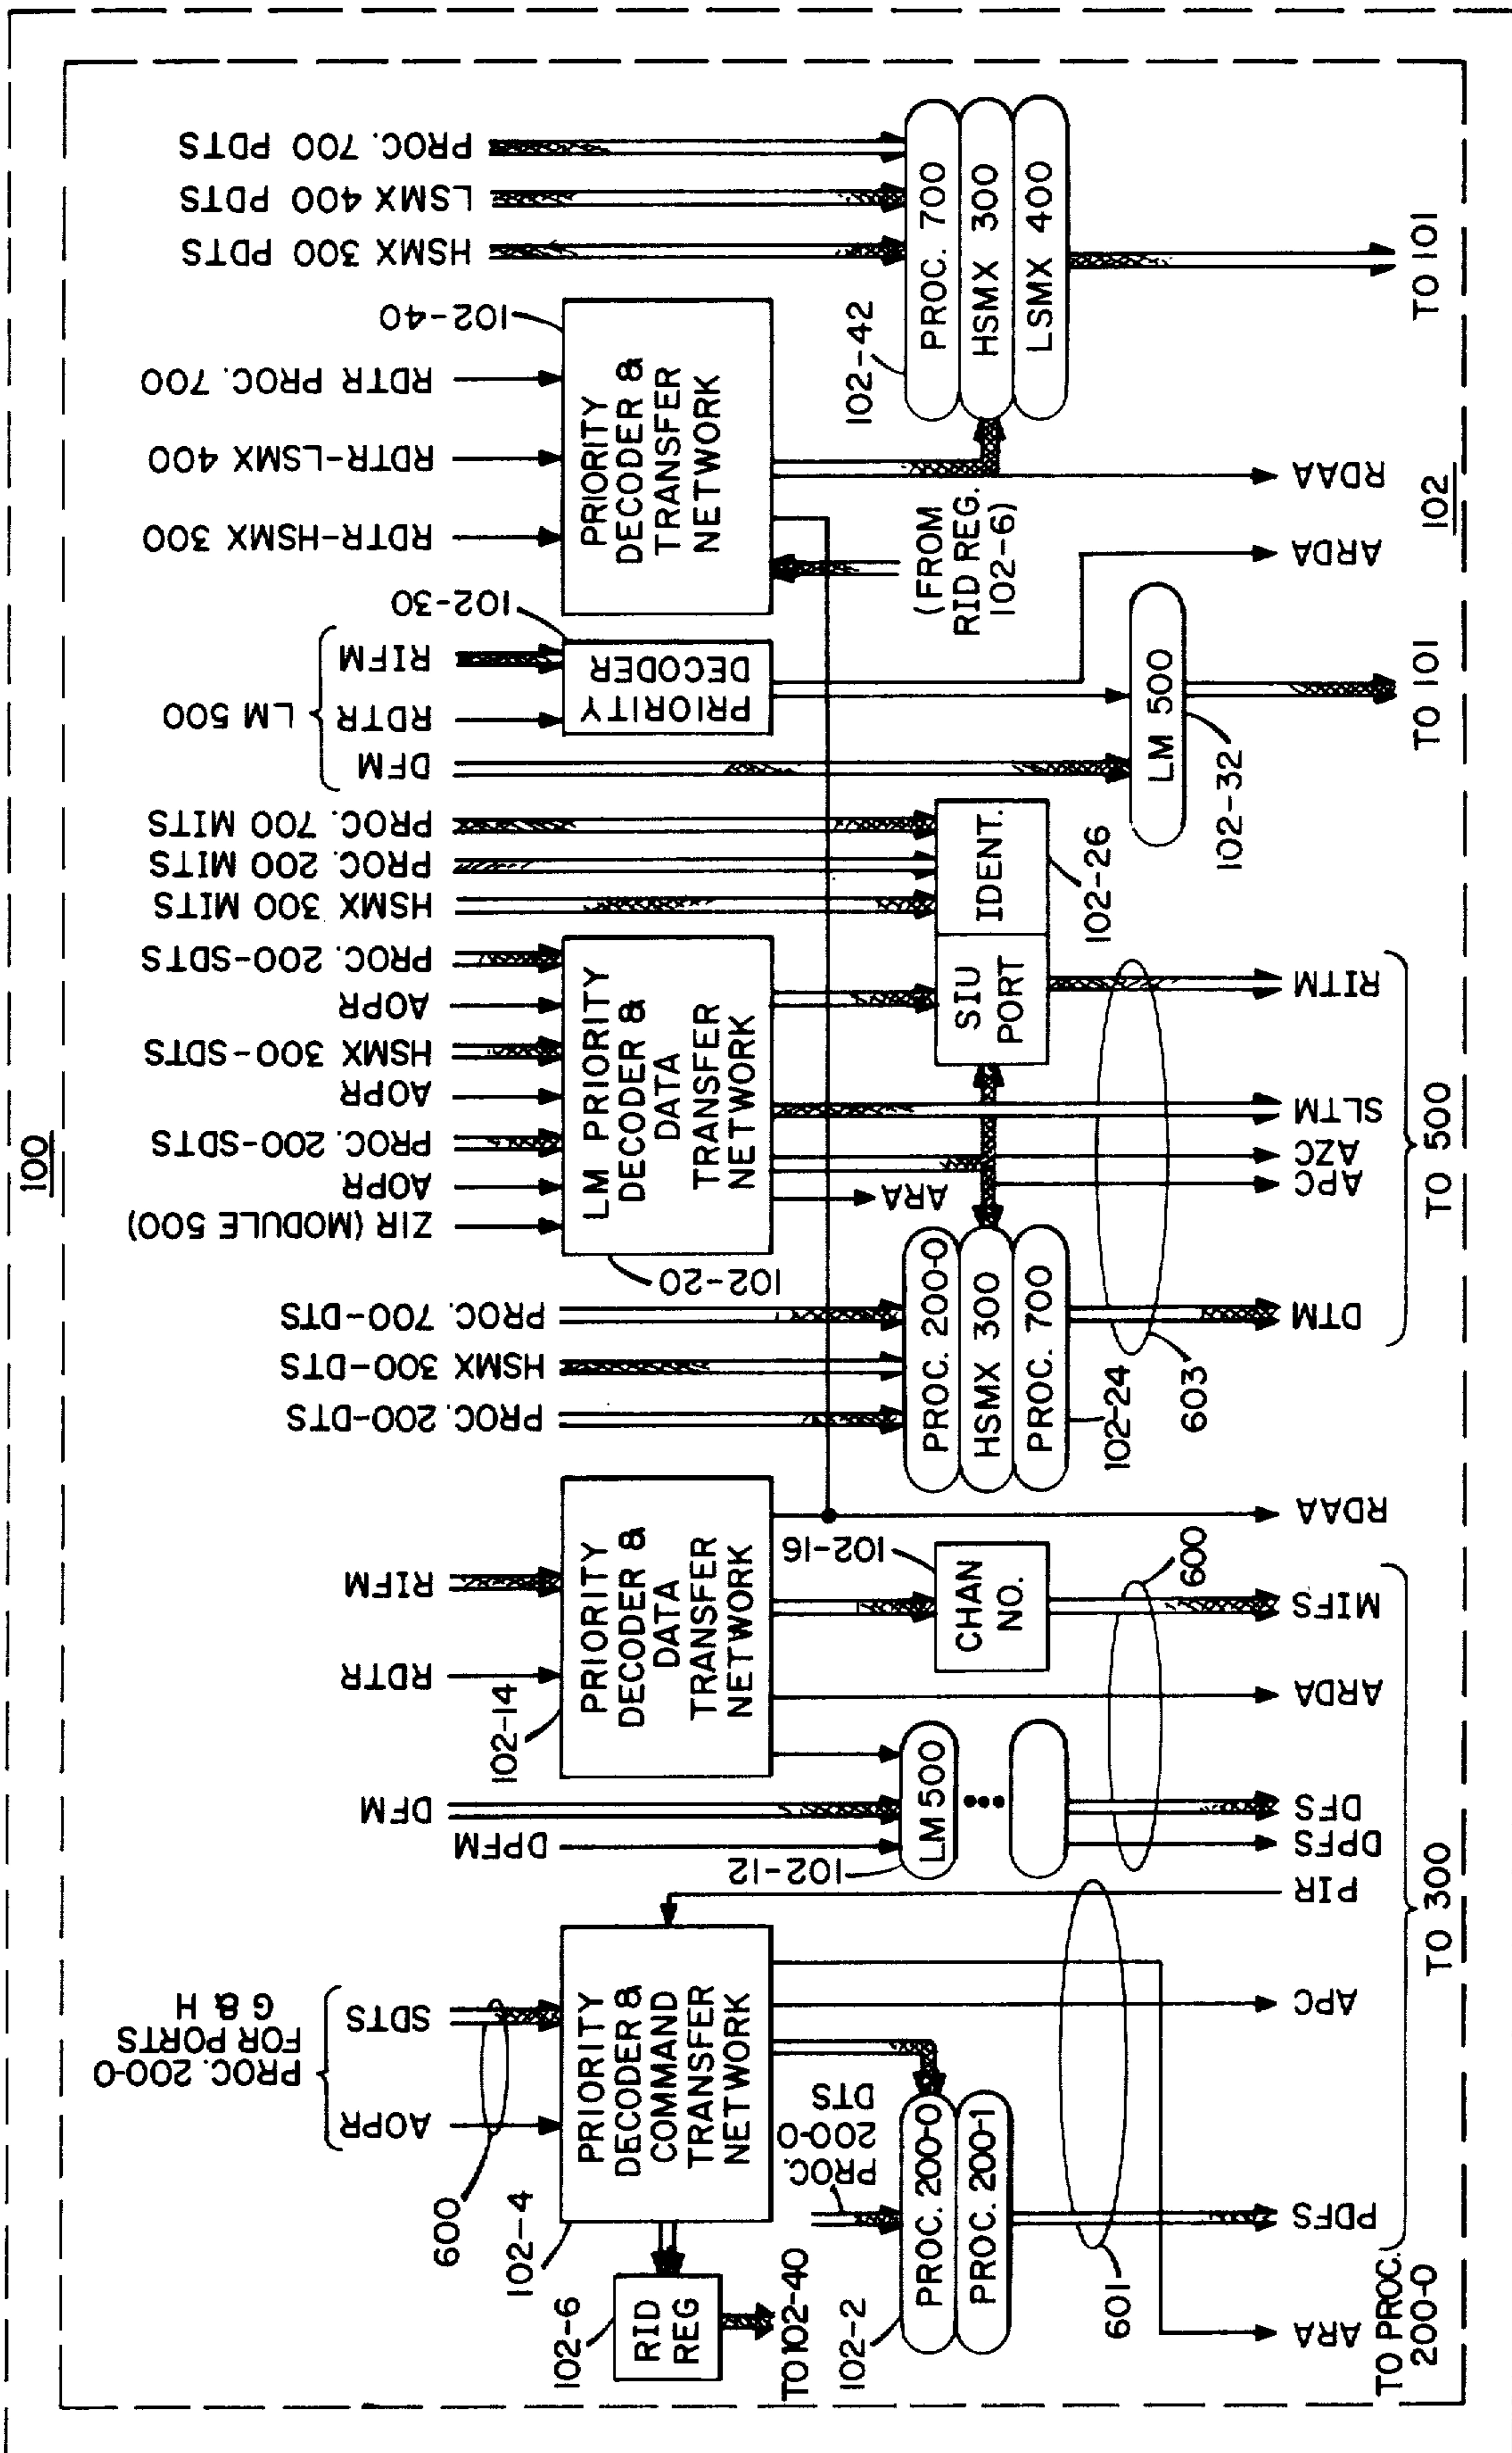 100
PROC. 200-0
FOR PORTS
G & H
AOPR
SDTS
600
102-4
PRIORITY
DECODER &
COMMAND
TRANSFER
NETWORK
102-6
RID
REG
TO 102-40
PROC.
200-0
DTS
102-2
PROC. 200-0
PROC. 200-1
601
PDFS
ARA
APC
PIR
TO PROC.
200-0
DPFM
DFM
RDTR
RIFM
102-14
PRIORITY
DECODER &
DATA
TRANSFER
NETWORK
102-12
LM 500
102-16
CHAN
NO.
600
DPFS
DFS
ARDA
MIFS
RDAA
TO 300
PROC. 200-DTS
HSMX 300-DTS
PROC. 700-DTS
ZIR (MODULE 500)
AOPR
PROC. 200-SDTS
AOPR
HSMX 300-SDTS
AOPR
PROC. 200-SDTS
HSMX 300 MITS
PROC. 200 MITS
PROC. 700 MITS
102-20
LM PRIORITY
DECODER &
DATA
TRANSFER
NETWORK
ARA
PROC. 200-0
HSMX 300
PROC. 700
102-24
603
SIU
PORT
IDENT.
102-26
DTM
APC
AZC
SLTM
RITM
TO 500
LM 500
DFM
RDTR
RIFM
102-30
PRIORITY
DECODER
LM 500
102-32
TO 101
ARDA
RDTR-HSMX 300
RDTR-LSMX 400
RDTR PROC. 700
102-40
PRIORITY
DECODER &
TRANSFER
NETWORK
(FROM
RID REG.
102-6)
RDAA
HSMX 300 PDTS
LSMX 400 PDTS
PROC. 700 PDTS
102-42
PROC. 700
HSMX 300
LSMX 400
TO 101
102